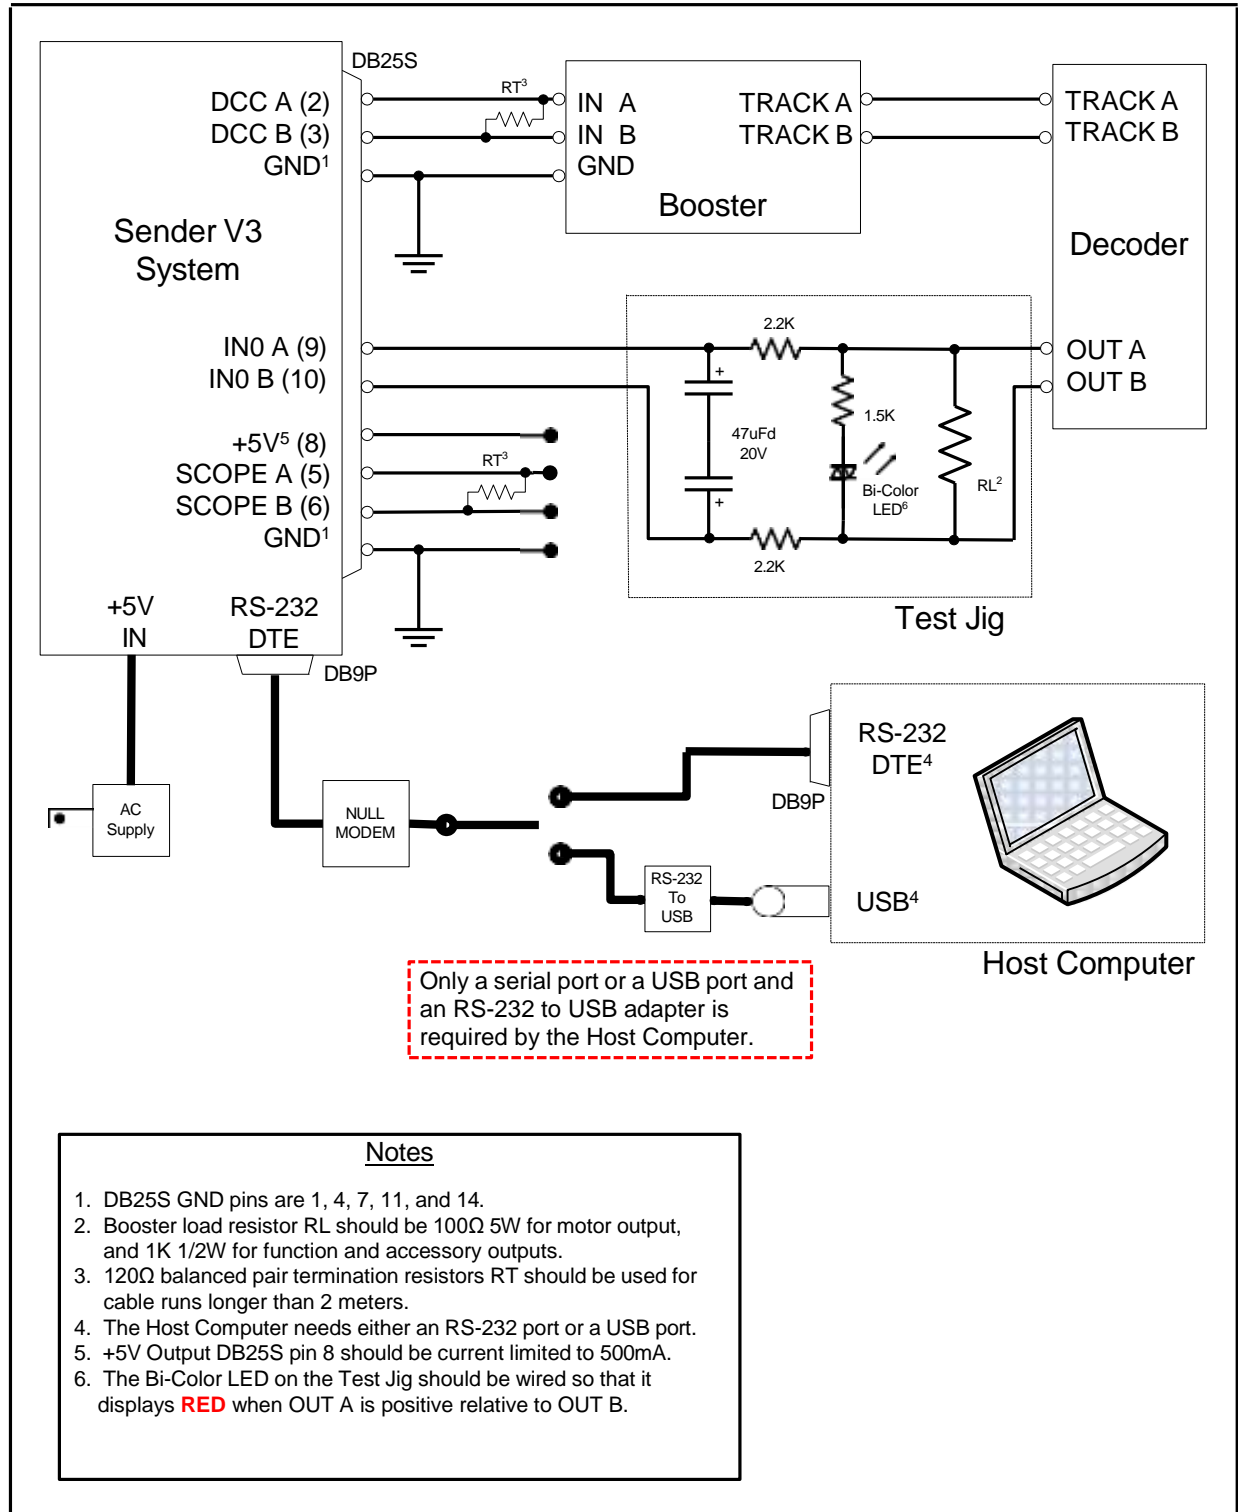 DB25S
DCC A (2)
DCC B (3)
GND¹
RT³
IN A
IN B
GND
TRACK A
TRACK B
Booster
TRACK A
TRACK B
Decoder
Sender V3
System
IN0 A (9)
IN0 B (10)
+5V⁵ (8)
SCOPE A (5)
SCOPE B (6)
GND¹
RT³
2.2K
+
47uFd
20V
+
1.5K
Bi-Color
LED⁶
RL²
2.2K
OUT A
OUT B
Test Jig
+5V
IN
RS-232
DTE
DB9P
AC
Supply
NULL
MODEM
RS-232
To
USB
DB9P
RS-232
DTE⁴
USB⁴
Host Computer
Only a serial port or a USB port and
an RS-232 to USB adapter is
required by the Host Computer.
Notes
1. DB25S GND pins are 1, 4, 7, 11, and 14.
2. Booster load resistor RL should be 100Ω 5W for motor output,
and 1K 1/2W for function and accessory outputs.
3. 120Ω balanced pair termination resistors RT should be used for
cable runs longer than 2 meters.
4. The Host Computer needs either an RS-232 port or a USB port.
5. +5V Output DB25S pin 8 should be current limited to 500mA.
6. The Bi-Color LED on the Test Jig should be wired so that it
displays RED when OUT A is positive relative to OUT B.